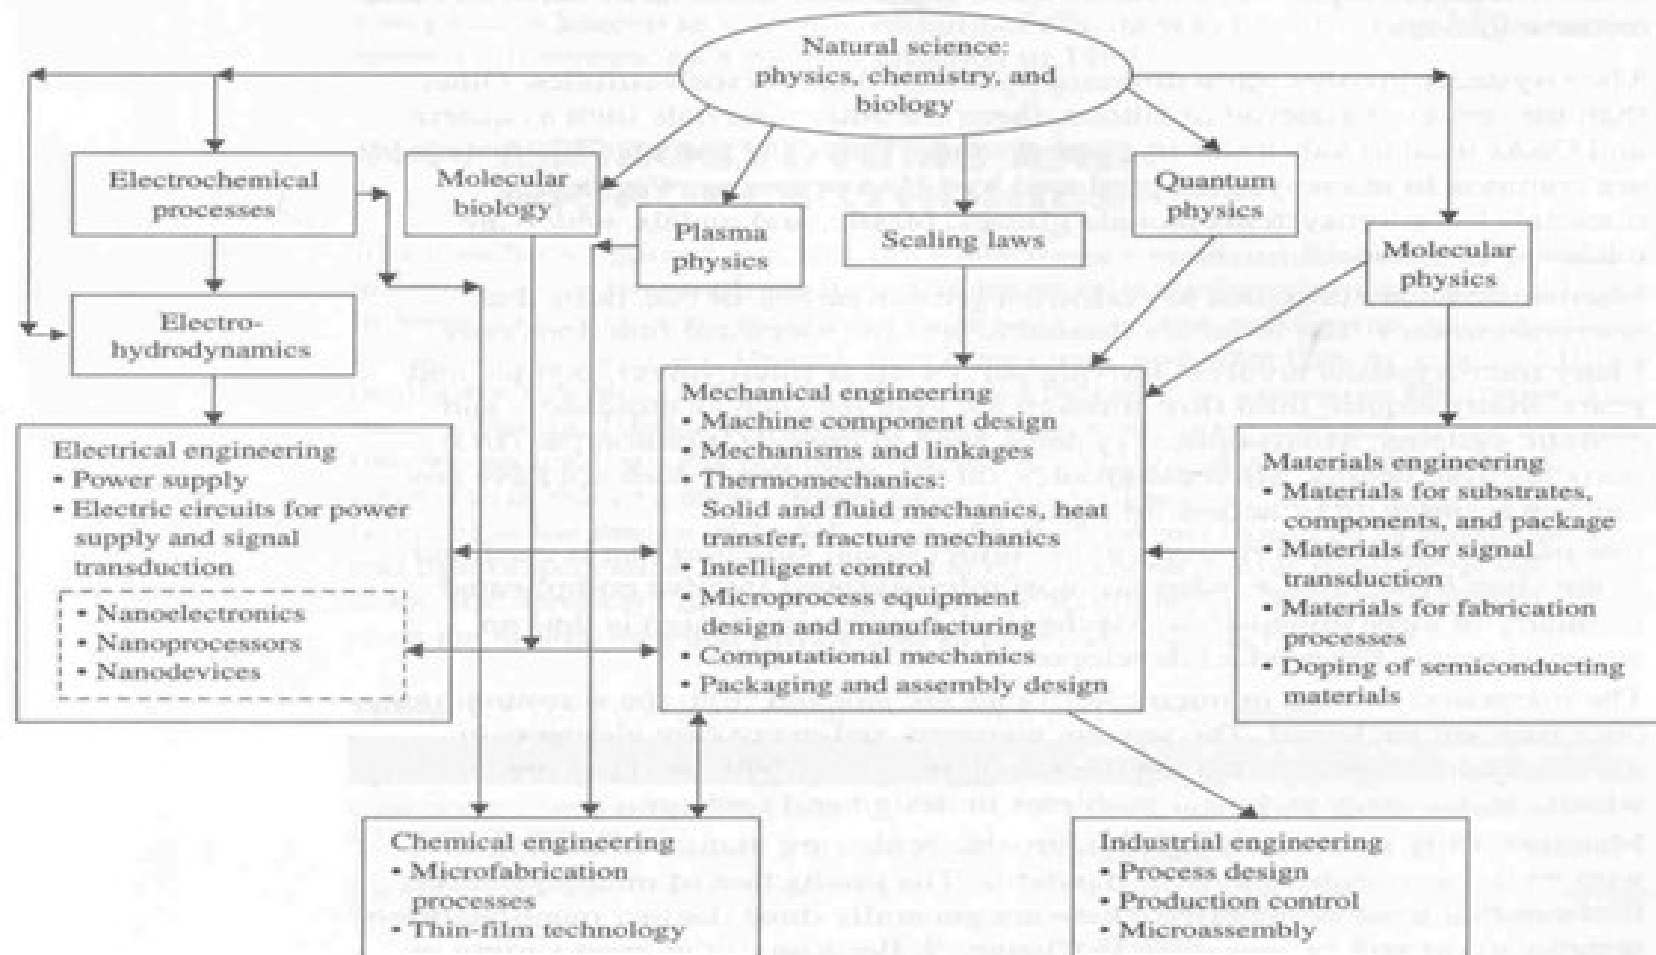 Natural science:
physics, chemistry, and
biology
Electrochemical
processes
Molecular
biology
Plasma
physics
Scaling laws
Quantum
physics
Molecular
physics
Electro-
hydrodynamics
Electrical engineering
• Power supply
• Electric circuits for power
supply and signal
transduction
• Nanoelectronics
• Nanoprocessors
• Nanodevices
Mechanical engineering
• Machine component design
• Mechanisms and linkages
• Thermomechanics:
Solid and fluid mechanics, heat
transfer, fracture mechanics
• Intelligent control
• Microprocess equipment
design and manufacturing
• Computational mechanics
• Packaging and assembly design
Materials engineering
• Materials for substrates,
components, and package
• Materials for signal
transduction
• Materials for fabrication
processes
• Doping of semiconducting
materials
Chemical engineering
• Microfabrication
processes
• Thin-film technology
Industrial engineering
• Process design
• Production control
• Microassembly